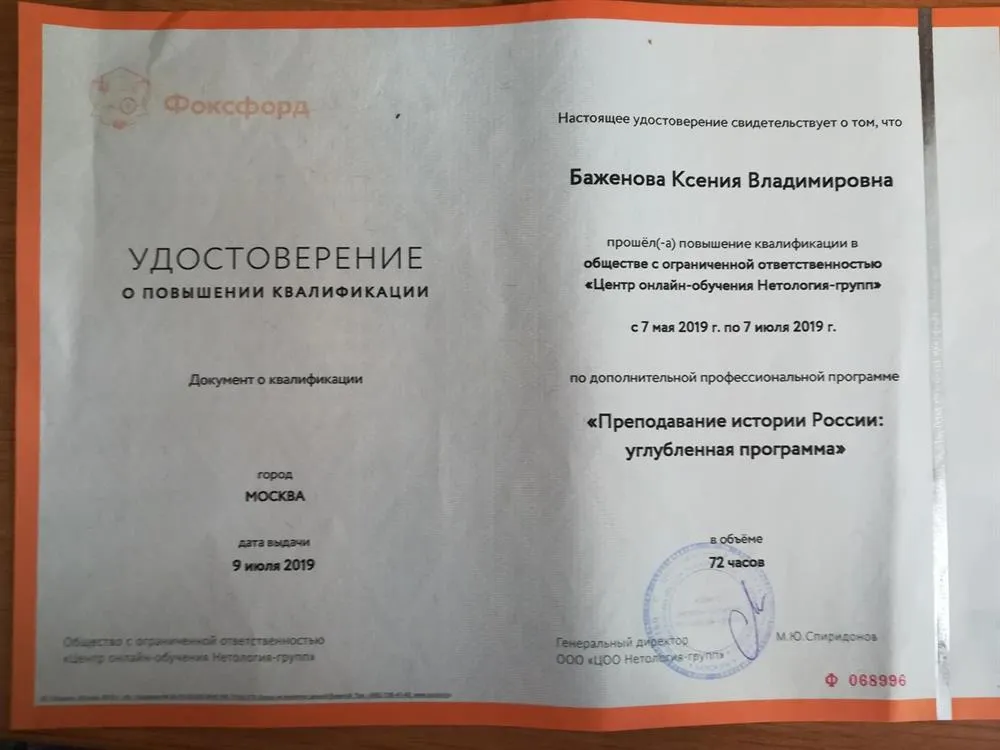 Фоксфорд
УДОСТОВЕРЕНИЕ
О ПОВЫШЕНИИ КВАЛИФИКАЦИИ
Документ о квалификации
город
МОСКВА
дата выдачи
9 июля 2019
Общество с ограниченной ответственностью
«Центр онлайн-обучения Нетология-групп»
Настоящее удостоверение свидетельствует о том, что
Баженова Ксения Владимировна
прошёл(-а) повышение квалификации в
обществе с ограниченной ответственностью
«Центр онлайн-обучения Нетология-групп»
с 7 мая 2019 г. по 7 июля 2019 г.
по дополнительной профессиональной программе
«Преподавание истории России:
углубленная программа»
в объёме
72 часов
Генеральный директор
ООО «ЦОО Нетология-групп»
М.Ю.Спиридонов
Ф 068996